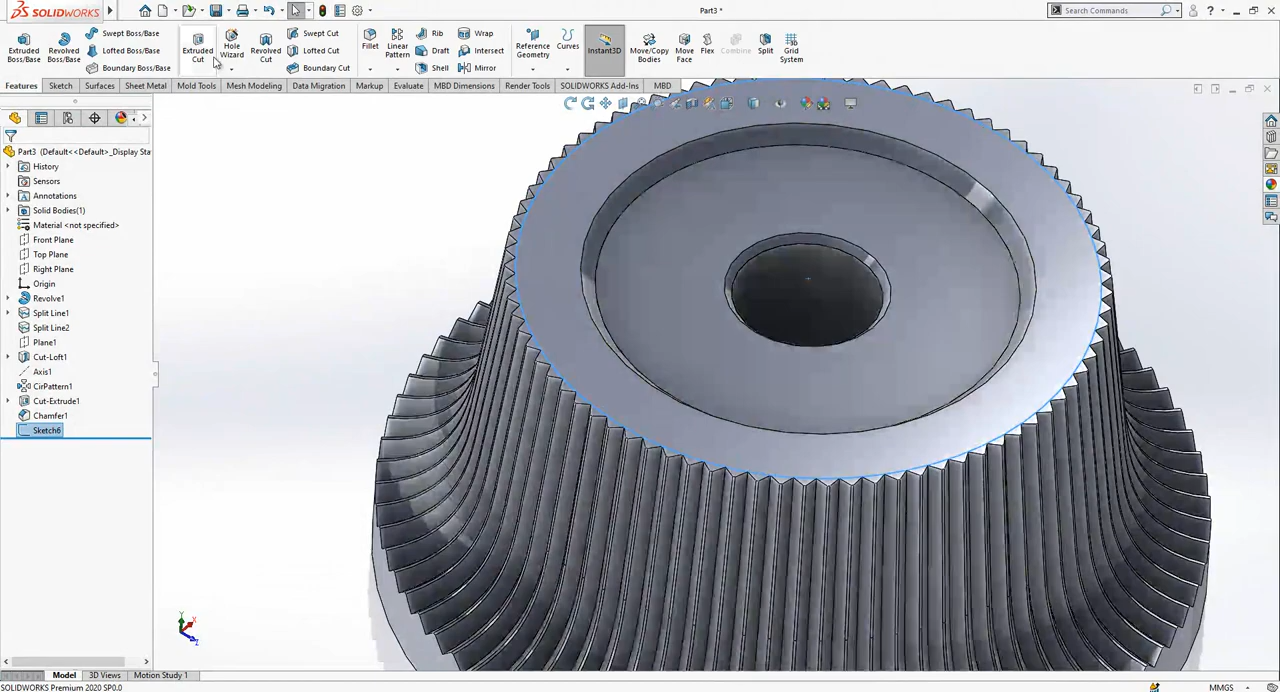 SOLIDWORKS
Part3 *
Search Commands
Extruded Boss/Base
Revolved Boss/Base
Swept Boss/Base
Lofted Boss/Base
Boundary Boss/Base
Extruded Cut
Hole Wizard
Revolved Cut
Swept Cut
Lofted Cut
Boundary Cut
Fillet
Linear Pattern
Rib
Draft
Shell
Wrap
Intersect
Mirror
Reference Geometry
Curves
Instant3D
Move/Copy Bodies
Move Face
Flex
Combine
Split
Grid System
Features Sketch Surfaces Sheet Metal Mold Tools Mesh Modeling Data Migration Markup Evaluate MBD Dimensions Render Tools SOLIDWORKS Add-Ins MBD
Part3 (Default<<Default>_Display Sta
History
Sensors
Annotations
Solid Bodies(1)
Material <not specified>
Front Plane
Top Plane
Right Plane
Origin
Revolve1
Split Line1
Split Line2
Plane1
Cut-Loft1
Axis1
CirPattern1
Cut-Extrude1
Chamfer1
Sketch6
Y
X
Z
Model 3D Views Motion Study 1
SOLIDWORKS Premium 2020 SP0.0
MMGS